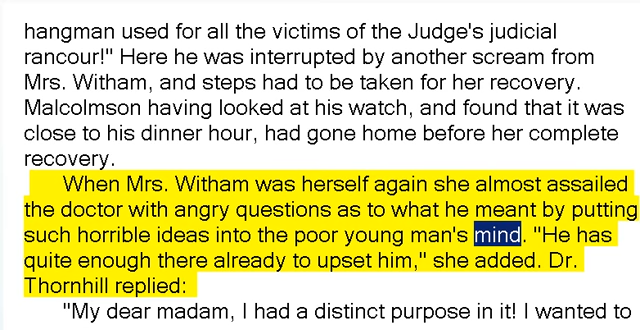 hangman used for all the victims of the Judge's judicial
rancour!" Here he was interrupted by another scream from
Mrs. Witham, and steps had to be taken for her recovery.
Malcolmson having looked at his watch, and found that it was
close to his dinner hour, had gone home before her complete
recovery.
When Mrs. Witham was herself again she almost assailed
the doctor with angry questions as to what he meant by putting
such horrible ideas into the poor young man's mind. "He has
quite enough there already to upset him," she added. Dr.
Thornhill replied:
"My dear madam, I had a distinct purpose in it! I wanted to